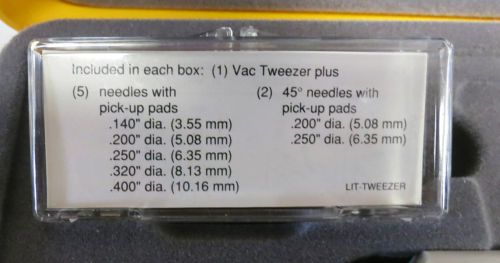 Included in each box: (1) Vac Tweezer plus
(5) needles with
pick-up pads
.140" dia. (3.55 mm)
.200" dia. (5.08 mm)
.250" dia. (6.35 mm)
.320" dia. (8.13 mm)
.400" dia. (10.16 mm)
(2) 45° needles with
pick-up pads
.200" dia. (5.08 mm)
.250" dia. (6.35 mm)
LIT-TWEEZER